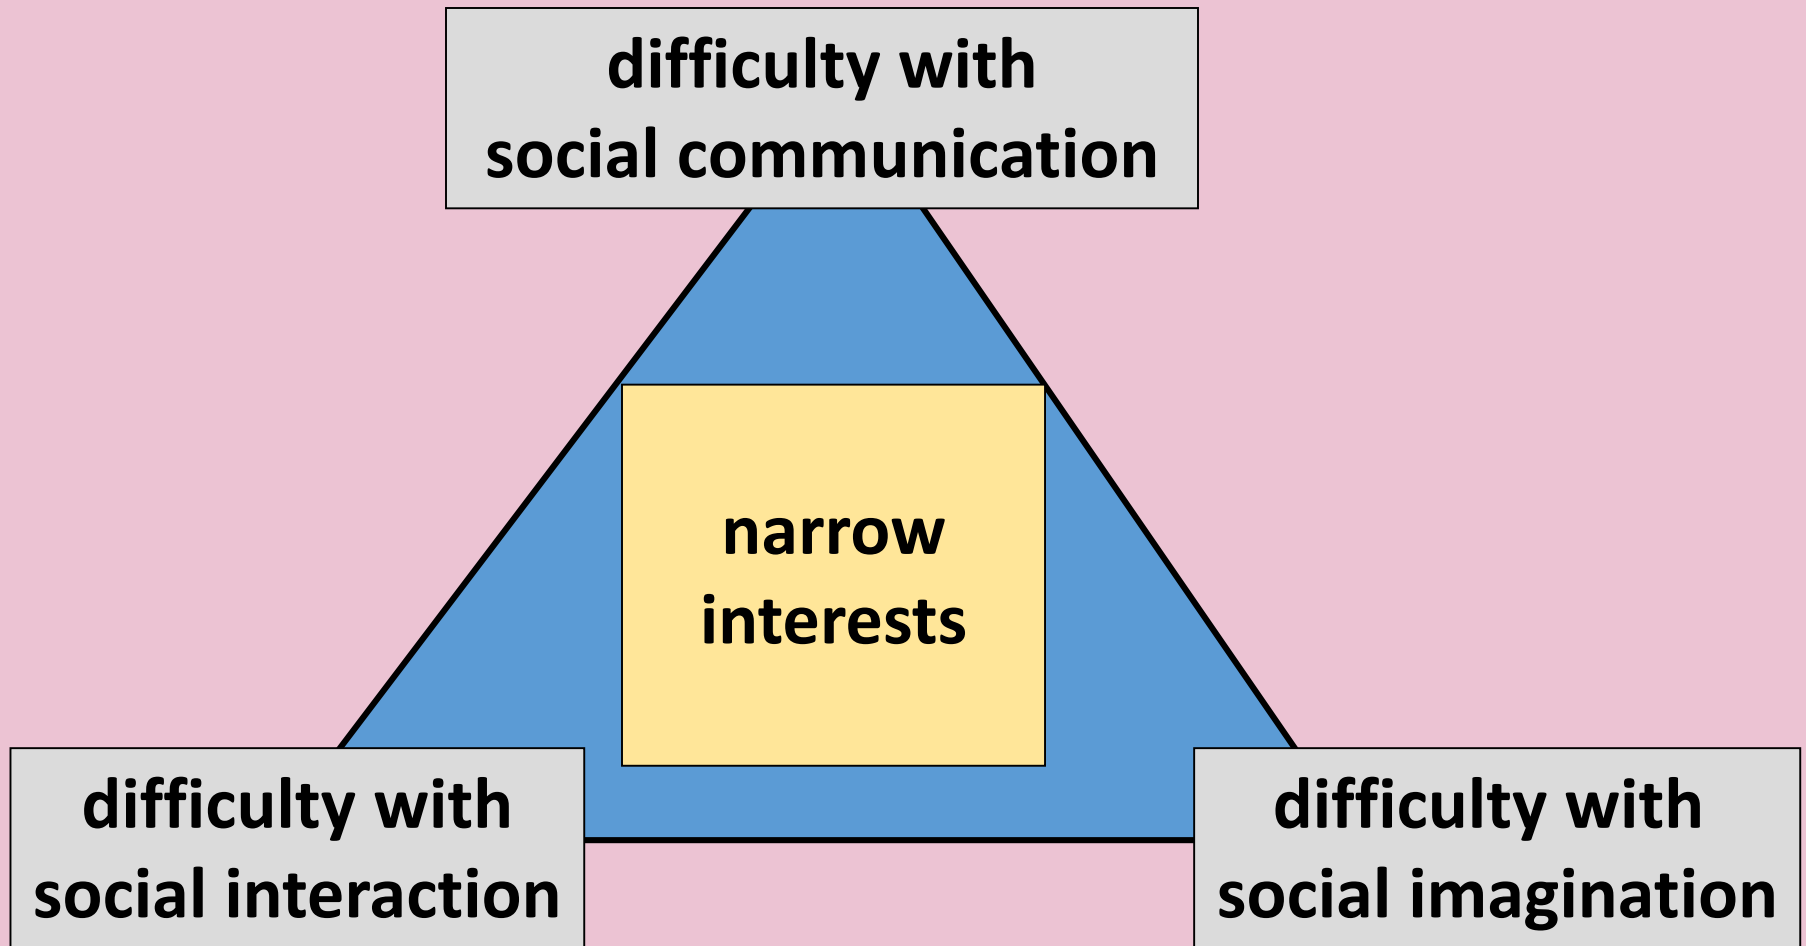 difficulty with
social communication
narrow
interests
difficulty with
social interaction
difficulty with
social imagination